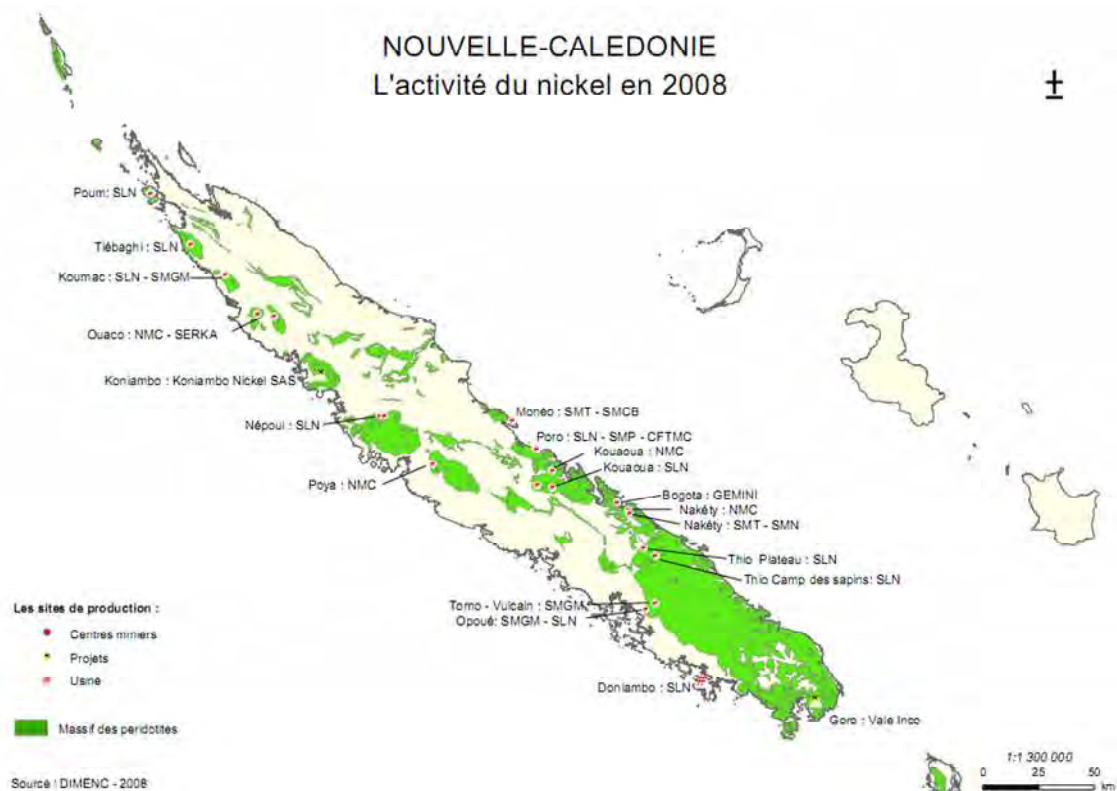 NOUVELLE-CALEDONIE
L'activité du nickel en 2008
Poum: SLN
Tiébaghi : SLN
Koumac : SLN - SMGM
Ouaco : NMC - SERKA
Koniambo : Koniambo Nickel SAS
Népoui : SLN
Monéo : SMT - SMCB
Poro : SLN - SMP - CFTMC
Kouaoua : NMC
Kouaoua : SLN
Poya : NMC
Bogota : GEMINI
Nakéty : NMC
Nakéty : SMT - SMN
Thio Plateau : SLN
Thio Camp des sapins: SLN
Tomo - Vulcain : SMGM
Opoué: SMGM - SLN
Doniambo : SLN
Goro : Vale Inco
Les sites de production :
Centres miniers
Projets
Usine
Massif des peridotites
Source : DIMENC - 2008
1:1 300 000
0 25 50
km